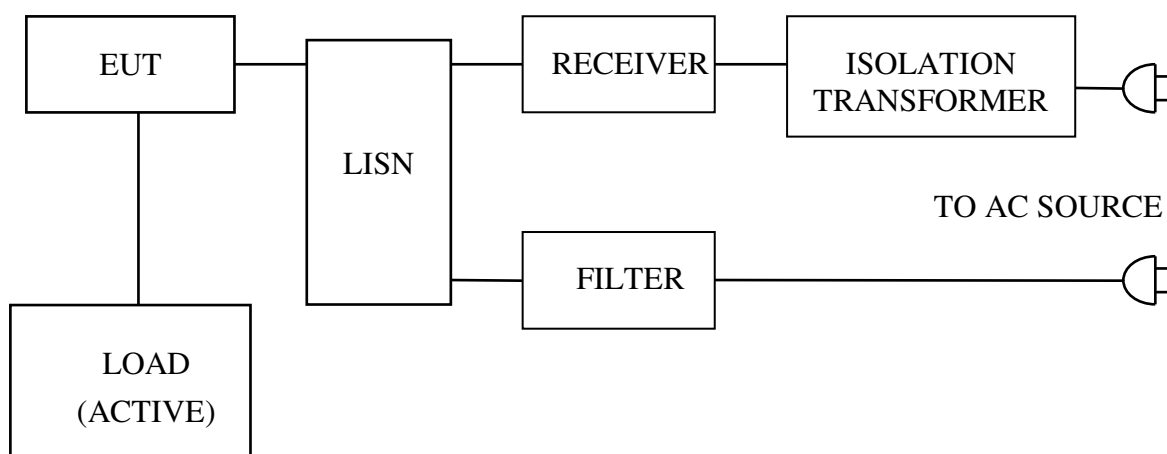 EUT
LISN
RECEIVER
ISOLATION
TRANSFORMER
TO AC SOURCE
FILTER
LOAD
(ACTIVE)